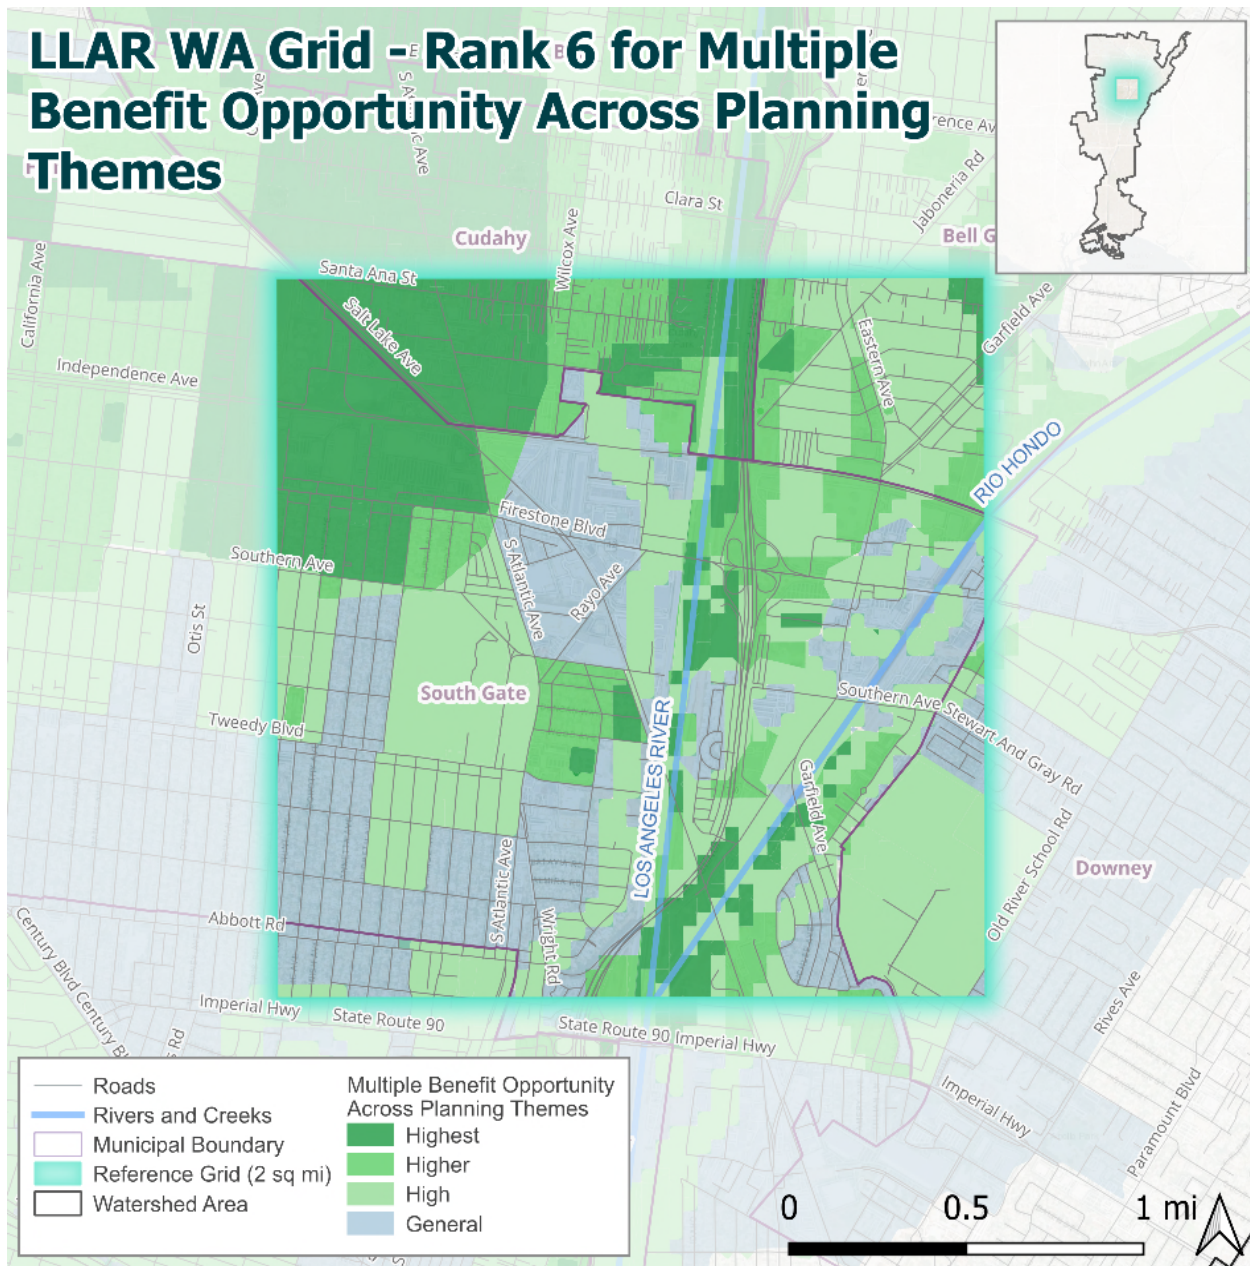 LLAR WA Grid - Rank 6 for Multiple
Benefit Opportunity Across Planning
Themes
Clara St
Jaboneria Rd
Wilcox Ave
Cudahy
Bell G
California Ave
Santa Ana St
Salt Lake Ave
Garfield Ave
Eastern Ave
Independence Ave
RIO HONDO
Firestone Blvd
Southern Ave
S Atlantic Ave
Rayo Ave
Otis St
South Gate
Southern Ave
Stewart And Gray Rd
Tweedy Blvd
LOS ANGELES RIVER
Garfield Ave
Old River School Rd
Downey
S Atlantic Ave
Abbott Rd
Wright Rd
Century Blvd
Century Bl
Imperial Hwy
State Route 90
State Route 90
Imperial Hwy
Rives Ave
Imperial Hwy
Paramount Blvd
Roads
Rivers and Creeks
Municipal Boundary
Reference Grid (2 sq mi)
Watershed Area
Multiple Benefit Opportunity
Across Planning Themes
Highest
Higher
High
General
0 0.5 1 mi